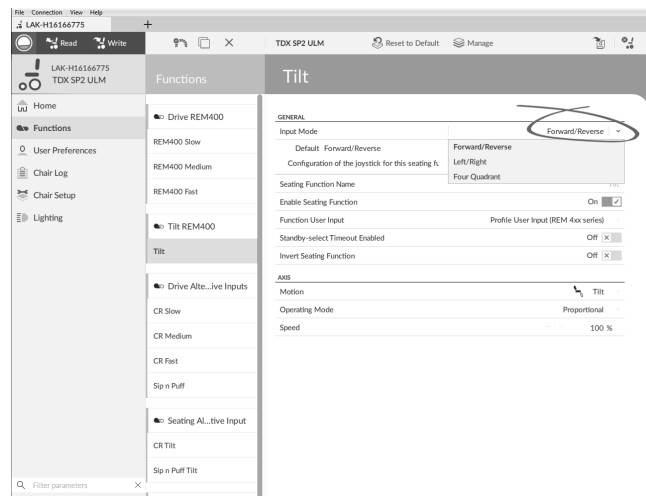 File Connection View Help
LAK-H16166775 +
Read Write TDX SP2 ULM Reset to Default Manage
LAK-H16166775
TDX SP2 ULM
Functions
Tilt
Home
Functions
User Preferences
Chair Log
Chair Setup
Lighting
Filter parameters
Drive REM400
REM400 Slow
REM400 Medium
REM400 Fast
Tilt REM400
Tilt
Drive Alte...ive Inputs
CR Slow
CR Medium
CR Fast
Sip n Puff
Seating Al...tive Input
CR Tilt
Sip n Puff Tilt
GENERAL
Input Mode Forward/Reverse
Default Forward/Reverse
Configuration of the joystick for this seating fu
Forward/Reverse
Left/Right
Four Quadrant
Seating Function Name Tilt
Enable Seating Function On
Function User Input Profile User Input (REM 4xx series)
Standby-select Timeout Enabled Off
Invert Seating Function Off
AXIS
Motion Tilt
Operating Mode Proportional
Speed 100 %